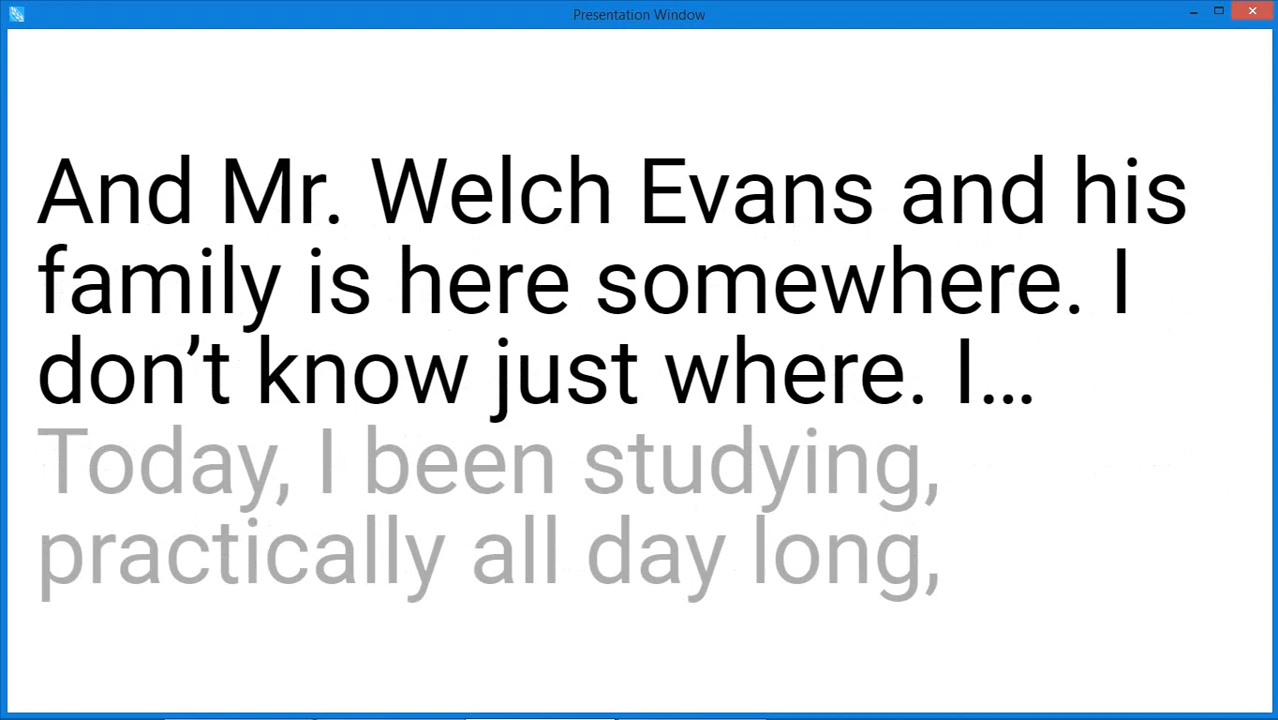 Presentation Window
And Mr. Welch Evans and his
family is here somewhere. I
don’t know just where. I…
Today, I been studying,
practically all day long,